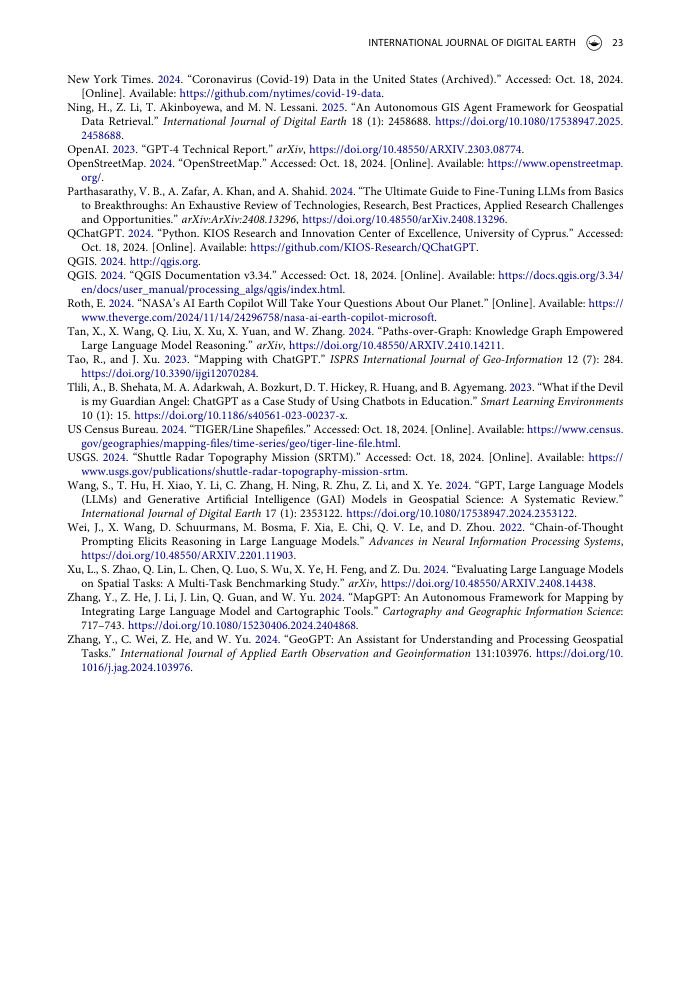 INTERNATIONAL JOURNAL OF DIGITAL EARTH 23
New York Times. 2024. “Coronavirus (Covid-19) Data in the United States (Archived).” Accessed: Oct. 18, 2024.
[Online]. Available: https://github.com/nytimes/covid-19-data.
Ning, H., Z. Li, T. Akinboyewa, and M. N. Lessani. 2025. “An Autonomous GIS Agent Framework for Geospatial
Data Retrieval.” International Journal of Digital Earth 18 (1): 2458688. https://doi.org/10.1080/17538947.2025.
2458688.
OpenAI. 2023. “GPT-4 Technical Report.” arXiv, https://doi.org/10.48550/ARXIV.2303.08774.
OpenStreetMap. 2024. “OpenStreetMap.” Accessed: Oct. 18, 2024. [Online]. Available: https://www.openstreetmap.
org/.
Parthasarathy, V. B., A. Zafar, A. Khan, and A. Shahid. 2024. “The Ultimate Guide to Fine-Tuning LLMs from Basics
to Breakthroughs: An Exhaustive Review of Technologies, Research, Best Practices, Applied Research Challenges
and Opportunities.” arXiv:ArXiv:2408.13296, https://doi.org/10.48550/arXiv.2408.13296.
QChatGPT. 2024. “Python. KIOS Research and Innovation Center of Excellence, University of Cyprus.” Accessed:
Oct. 18, 2024. [Online]. Available: https://github.com/KIOS-Research/QChatGPT.
QGIS. 2024. http://qgis.org.
QGIS. 2024. “QGIS Documentation v3.34.” Accessed: Oct. 18, 2024. [Online]. Available: https://docs.qgis.org/3.34/
en/docs/user_manual/processing_algs/qgis/index.html.
Roth, E. 2024. “NASA’s AI Earth Copilot Will Take Your Questions About Our Planet.” [Online]. Available: https://
www.theverge.com/2024/11/14/24296758/nasa-ai-earth-copilot-microsoft.
Tan, X., X. Wang, Q. Liu, X. Xu, X. Yuan, and W. Zhang. 2024. “Paths-over-Graph: Knowledge Graph Empowered
Large Language Model Reasoning.” arXiv, https://doi.org/10.48550/ARXIV.2410.14211.
Tao, R., and J. Xu. 2023. “Mapping with ChatGPT.” ISPRS International Journal of Geo-Information 12 (7): 284.
https://doi.org/10.3390/ijgi12070284.
Tlili, A., B. Shehata, M. A. Adarkwah, A. Bozkurt, D. T. Hickey, R. Huang, and B. Agyemang. 2023. “What if the Devil
is my Guardian Angel: ChatGPT as a Case Study of Using Chatbots in Education.” Smart Learning Environments
10 (1): 15. https://doi.org/10.1186/s40561-023-00237-x.
US Census Bureau. 2024. “TIGER/Line Shapefiles.” Accessed: Oct. 18, 2024. [Online]. Available: https://www.census.
gov/geographies/mapping-files/time-series/geo/tiger-line-file.html.
USGS. 2024. “Shuttle Radar Topography Mission (SRTM).” Accessed: Oct. 18, 2024. [Online]. Available: https://
www.usgs.gov/publications/shuttle-radar-topography-mission-srtm.
Wang, S., T. Hu, H. Xiao, Y. Li, C. Zhang, H. Ning, R. Zhu, Z. Li, and X. Ye. 2024. “GPT, Large Language Models
(LLMs) and Generative Artificial Intelligence (GAI) Models in Geospatial Science: A Systematic Review.”
International Journal of Digital Earth 17 (1): 2353122. https://doi.org/10.1080/17538947.2024.2353122.
Wei, J., X. Wang, D. Schuurmans, M. Bosma, F. Xia, E. Chi, Q. V. Le, and D. Zhou. 2022. “Chain-of-Thought
Prompting Elicits Reasoning in Large Language Models.” Advances in Neural Information Processing Systems,
https://doi.org/10.48550/ARXIV.2201.11903.
Xu, L., S. Zhao, Q. Lin, L. Chen, Q. Luo, S. Wu, X. Ye, H. Feng, and Z. Du. 2024. “Evaluating Large Language Models
on Spatial Tasks: A Multi-Task Benchmarking Study.” arXiv, https://doi.org/10.48550/ARXIV.2408.14438.
Zhang, Y., Z. He, J. Li, J. Lin, Q. Guan, and W. Yu. 2024. “MapGPT: An Autonomous Framework for Mapping by
Integrating Large Language Model and Cartographic Tools.” Cartography and Geographic Information Science:
717–743. https://doi.org/10.1080/15230406.2024.2404868.
Zhang, Y., C. Wei, Z. He, and W. Yu. 2024. “GeoGPT: An Assistant for Understanding and Processing Geospatial
Tasks.” International Journal of Applied Earth Observation and Geoinformation 131:103976. https://doi.org/10.
1016/j.jag.2024.103976.